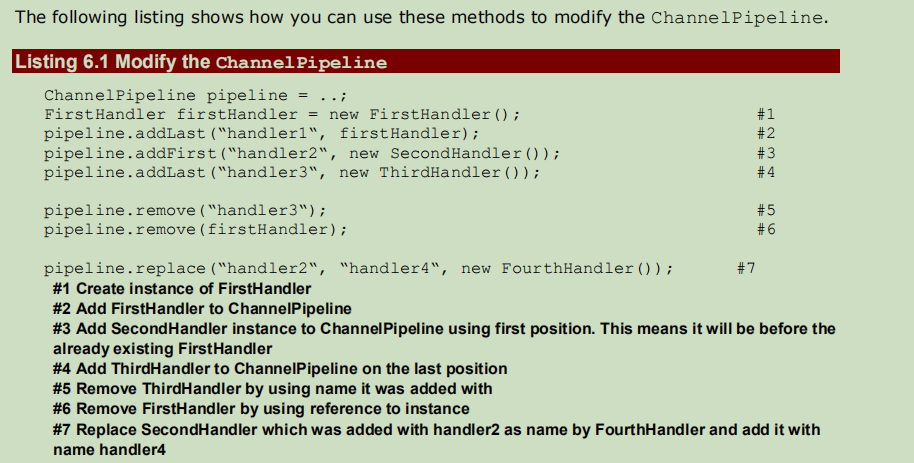 The following listing shows how you can use these methods to modify the ChannelPipeline.
Listing 6.1 Modify the ChannelPipeline
ChannelPipeline pipeline = ..;
FirstHandler firstHandler = new FirstHandler(); #1
pipeline.addLast(“handler1“, firstHandler); #2
pipeline.addFirst(“handler2“, new SecondHandler()); #3
pipeline.addLast(“handler3“, new ThirdHandler()); #4
pipeline.remove(“handler3“); #5
pipeline.remove(firstHandler); #6
pipeline.replace(“handler2“, “handler4“, new FourthHandler()); #7
#1 Create instance of FirstHandler
#2 Add FirstHandler to ChannelPipeline
#3 Add SecondHandler instance to ChannelPipeline using first position. This means it will be before the
already existing FirstHandler
#4 Add ThirdHandler to ChannelPipeline on the last position
#5 Remove ThirdHandler by using name it was added with
#6 Remove FirstHandler by using reference to instance
#7 Replace SecondHandler which was added with handler2 as name by FourthHandler and add it with
name handler4